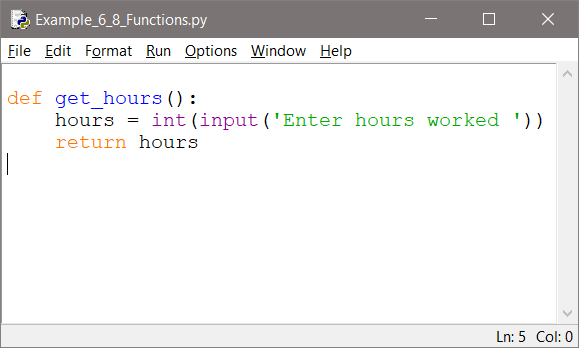 Example_6_8_Functions.py
File Edit Format Run Options Window Help
def get_hours():
    hours = int(input('Enter hours worked '))
    return hours
Ln: 5 Col: 0